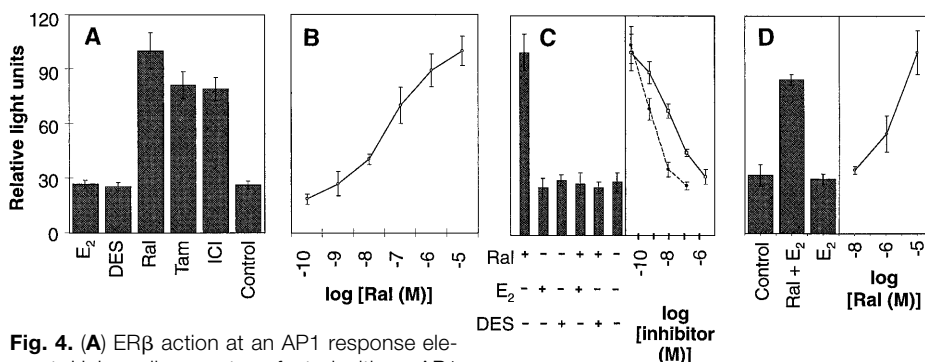 A
B
C
D
Relative light units
120
90
60
30
0
E2
DES
Ral
Tam
ICI
Control
-10
-9
-8
-7
-6
-5
log [Ral (M)]
Ral + - - + + -
E2 - + - + - -
DES - - + - + -
-10
-8
-6
log
[inhibitor
(M)]
Control
Ral + E2
E2
-8
-6
-5
log
[Ral (M)]
Fig. 4. (A) ERβ action at an AP1 response ele-